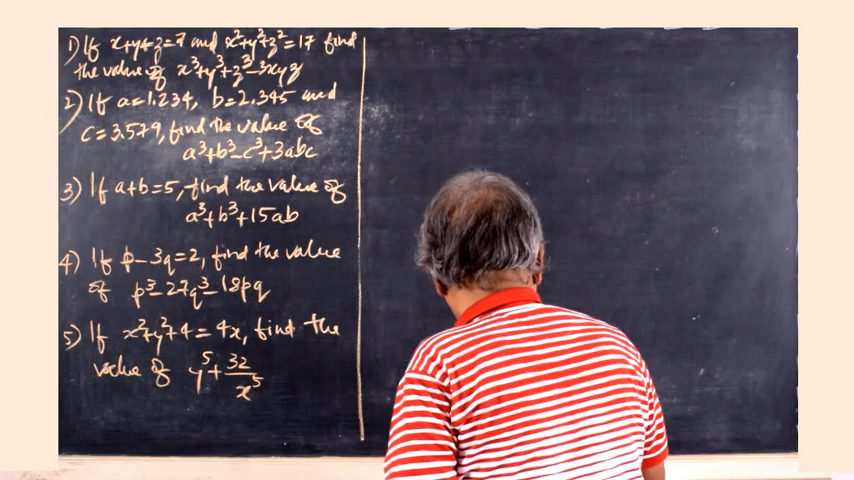 1) If x+y+z=7 and x²+y²+z²=17 find
the value of x³+y³+z³-3xyz
2) If a=1.234, b=2.345 and
c=3.579, find the value of
a³+b³-c³+3abc
3) If a+b=5, find the value of
a³+b³+15ab
4) If p-3q=2, find the value
of p³-27q³-18pq
5) If x²+y²+4=4x, find the
value of y⁵+32/x⁵